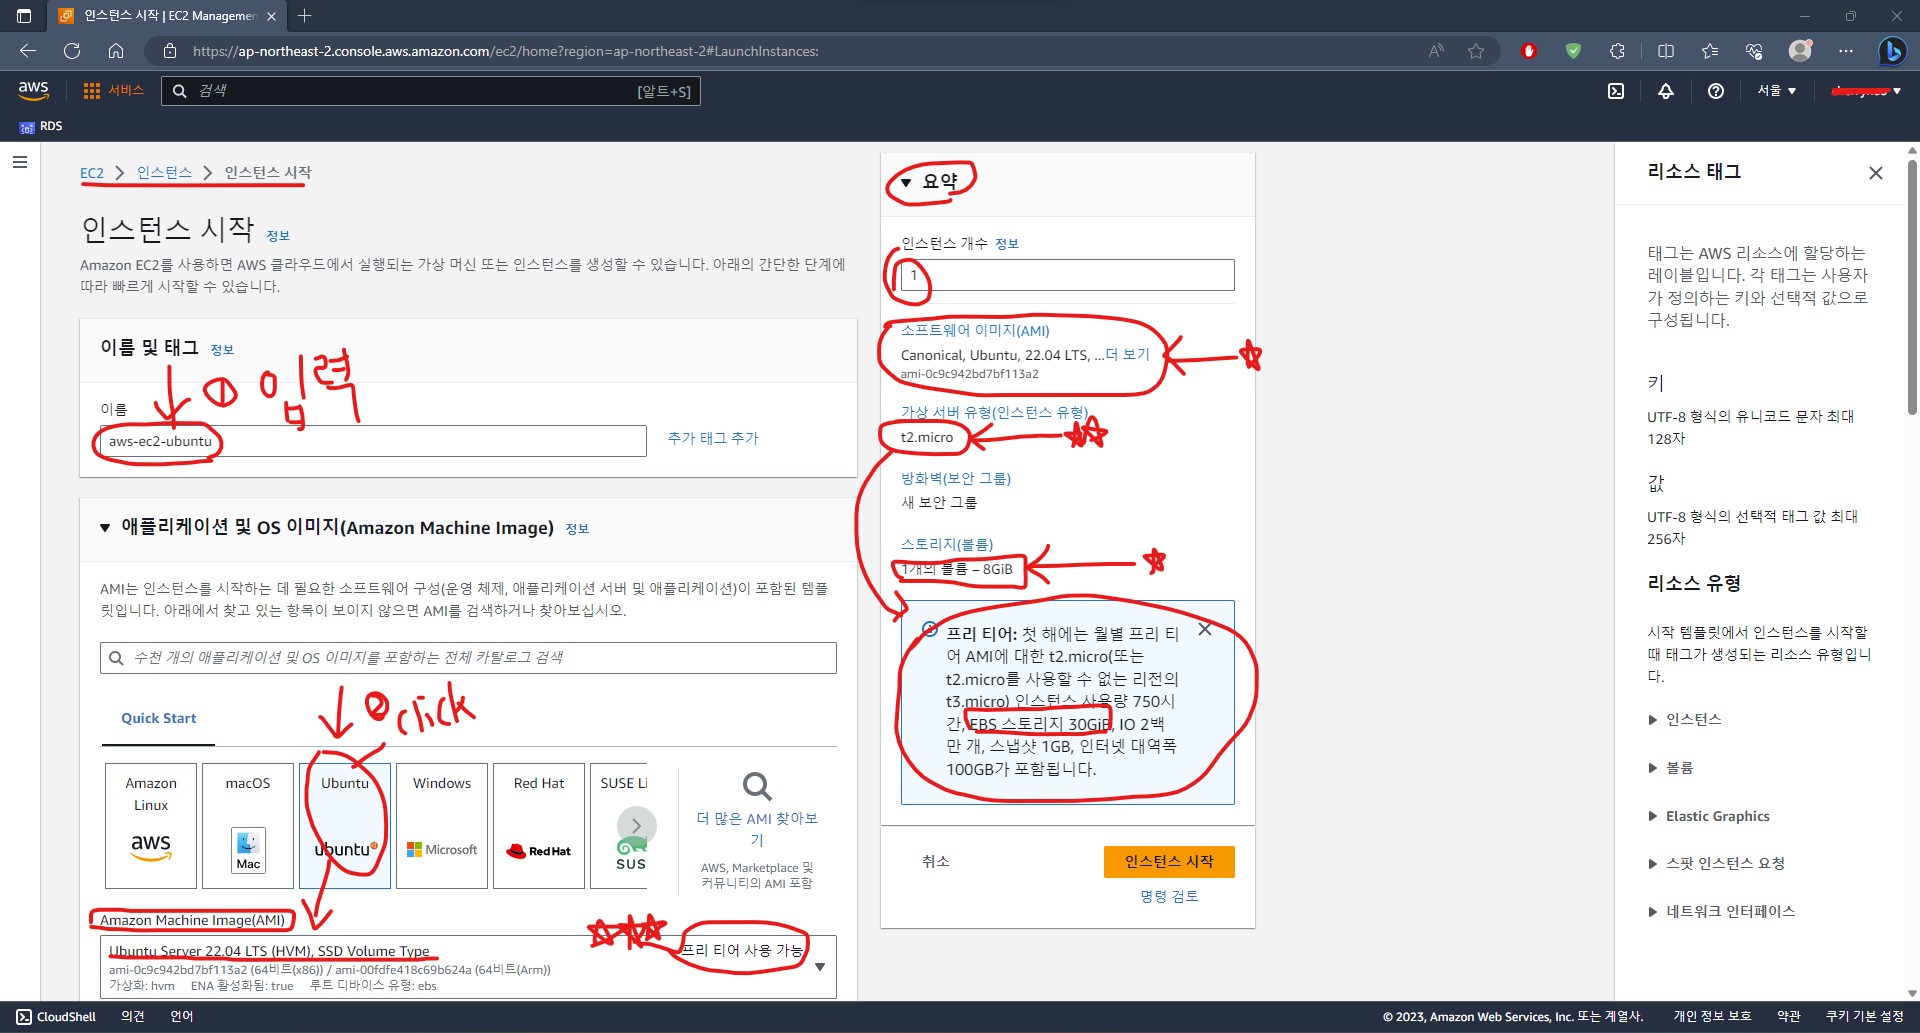 인스턴스 시작 | EC2 Managemen
https://ap-northeast-2.console.aws.amazon.com/ec2/home?region=ap-northeast-2#LaunchInstances:
aws
서비스
검색
[알트+S]
서울
RDS
EC2 > 인스턴스 > 인스턴스 시작
인스턴스 시작 정보
Amazon EC2를 사용하면 AWS 클라우드에서 실행되는 가상 머신 또는 인스턴스를 생성할 수 있습니다. 아래의 간단한 단계에
따라 빠르게 시작할 수 있습니다.
이름 및 태그 정보
① 입력
이름
aws-ec2-ubuntu
추가 태그 추가
애플리케이션 및 OS 이미지(Amazon Machine Image) 정보
AMI는 인스턴스를 시작하는 데 필요한 소프트웨어 구성(운영 체제, 애플리케이션 서버 및 애플리케이션)이 포함된 템플
릿입니다. 아래에서 찾고 있는 항목이 보이지 않으면 AMI를 검색하거나 찾아보십시오.
수천 개의 애플리케이션 및 OS 이미지를 포함하는 전체 카탈로그 검색
② click
Quick Start
Amazon
Linux
aws
macOS
Mac
Ubuntu
ubuntu
Windows
Microsoft
Red Hat
Red Hat
SUSE Li
SUS
더 많은 AMI 찾아보
기
AWS, Marketplace 및
커뮤니티의 AMI 포함
Amazon Machine Image(AMI)
Ubuntu Server 22.04 LTS (HVM), SSD Volume Type
프리 티어 사용 가능
ami-0c9c942bd7bf113a2 (64비트(x86)) / ami-00fdfe418c69b624a (64비트(Arm))
가상화: hvm ENA 활성화됨: true 루트 디바이스 유형: ebs
요약
인스턴스 개수 정보
1
소프트웨어 이미지(AMI)
Canonical, Ubuntu, 22.04 LTS, ...더 보기
ami-0c9c942bd7bf113a2
가상 서버 유형(인스턴스 유형)
t2.micro
방화벽(보안 그룹)
새 보안 그룹
스토리지(볼륨)
1개의 볼륨 – 8GiB
프리 티어: 첫 해에는 월별 프리 티
어 AMI에 대한 t2.micro(또는
t2.micro를 사용할 수 없는 리전의
t3.micro) 인스턴스 사용량 750시
간, EBS 스토리지 30GiB, IO 2백
만 개, 스냅샷 1GB, 인터넷 대역폭
100GB가 포함됩니다.
취소
인스턴스 시작
명령 검토
리소스 태그
태그는 AWS 리소스에 할당하는
레이블입니다. 각 태그는 사용자
가 정의하는 키와 선택적 값으로
구성됩니다.
키
UTF-8 형식의 유니코드 문자 최대
128자
값
UTF-8 형식의 선택적 태그 값 최대
256자
리소스 유형
시작 템플릿에서 인스턴스를 시작할
때 태그가 생성되는 리소스 유형입니
다.
인스턴스
볼륨
Elastic Graphics
스팟 인스턴스 요청
네트워크 인터페이스
CloudShell
의견
언어
© 2023, Amazon Web Services, Inc. 또는 계열사.
개인 정보 보호
약관
쿠키 기본 설정